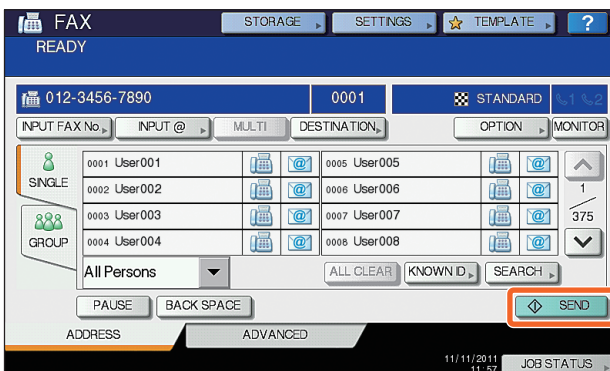 FAX STORAGE SETTINGS TEMPLATE ?
READY
012-3456-7890 0001 STANDARD 1 2
INPUT FAX No. INPUT @ MULTI DESTINATION OPTION MONITOR
SINGLE
GROUP
0001 User001 @ 0005 User005 @
0002 User002 @ 0006 User006 @
0003 User003 @ 0007 User007 @
0004 User004 @ 0008 User008 @
1
375
All Persons ALL CLEAR KNOWN ID SEARCH
PAUSE BACK SPACE SEND
ADDRESS ADVANCED
11/11/2011
11:57 JOB STATUS